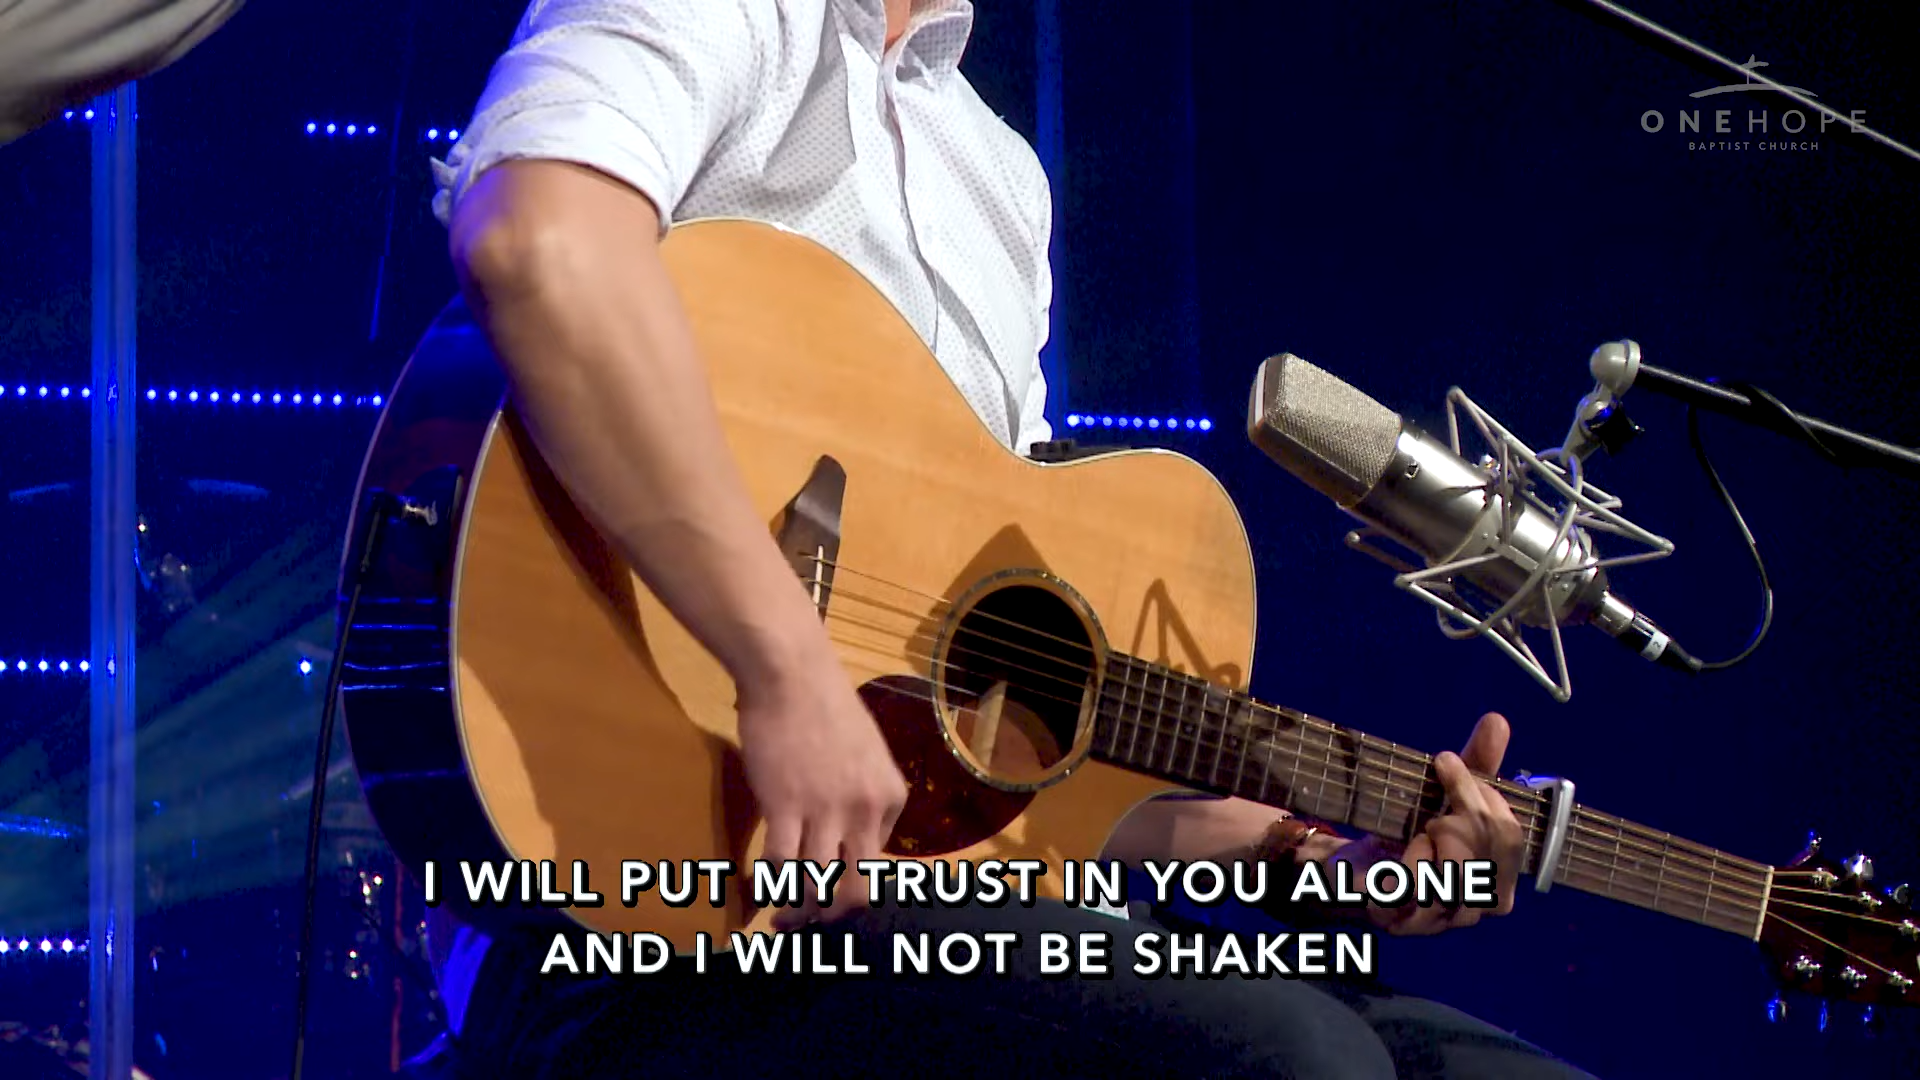 ONEHOPE
BAPTIST CHURCH
I WILL PUT MY TRUST IN YOU ALONE
AND I WILL NOT BE SHAKEN